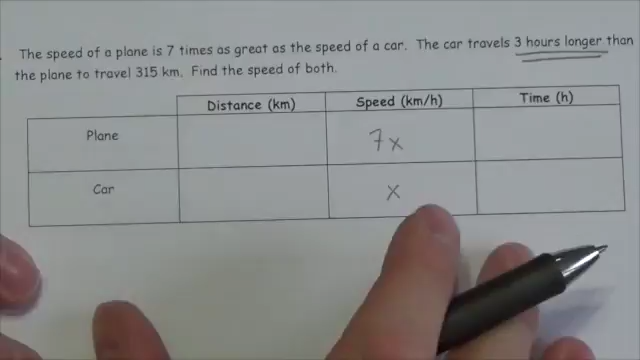 The speed of a plane is 7 times as great as the speed of a car. The car travels 3 hours longer than
the plane to travel 315 km. Find the speed of both.
Distance (km) Speed (km/h) Time (h)
Plane 7x
Car x